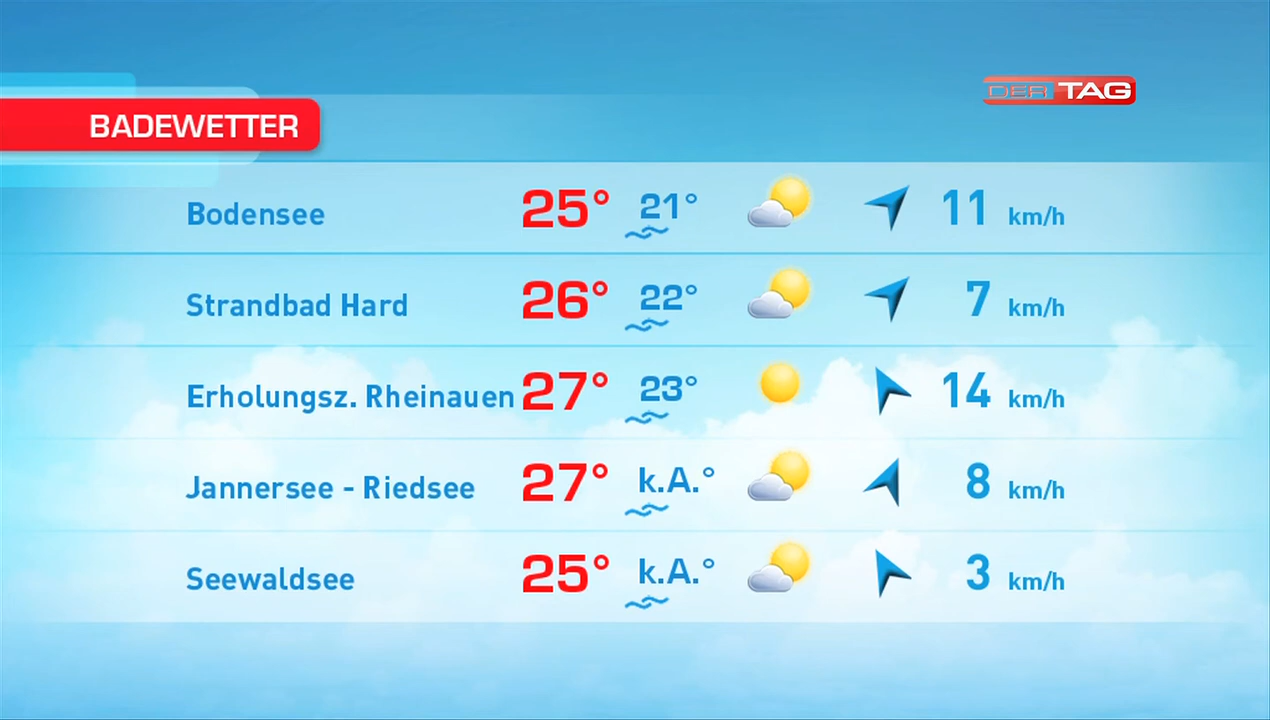 DER TAG
BADEWETTER
Bodensee 25° 21° 11 km/h
Strandbad Hard 26° 22° 7 km/h
Erholungsz. Rheinauen 27° 23° 14 km/h
Jannersee - Riedsee 27° k.A.° 8 km/h
Seewaldsee 25° k.A.° 3 km/h